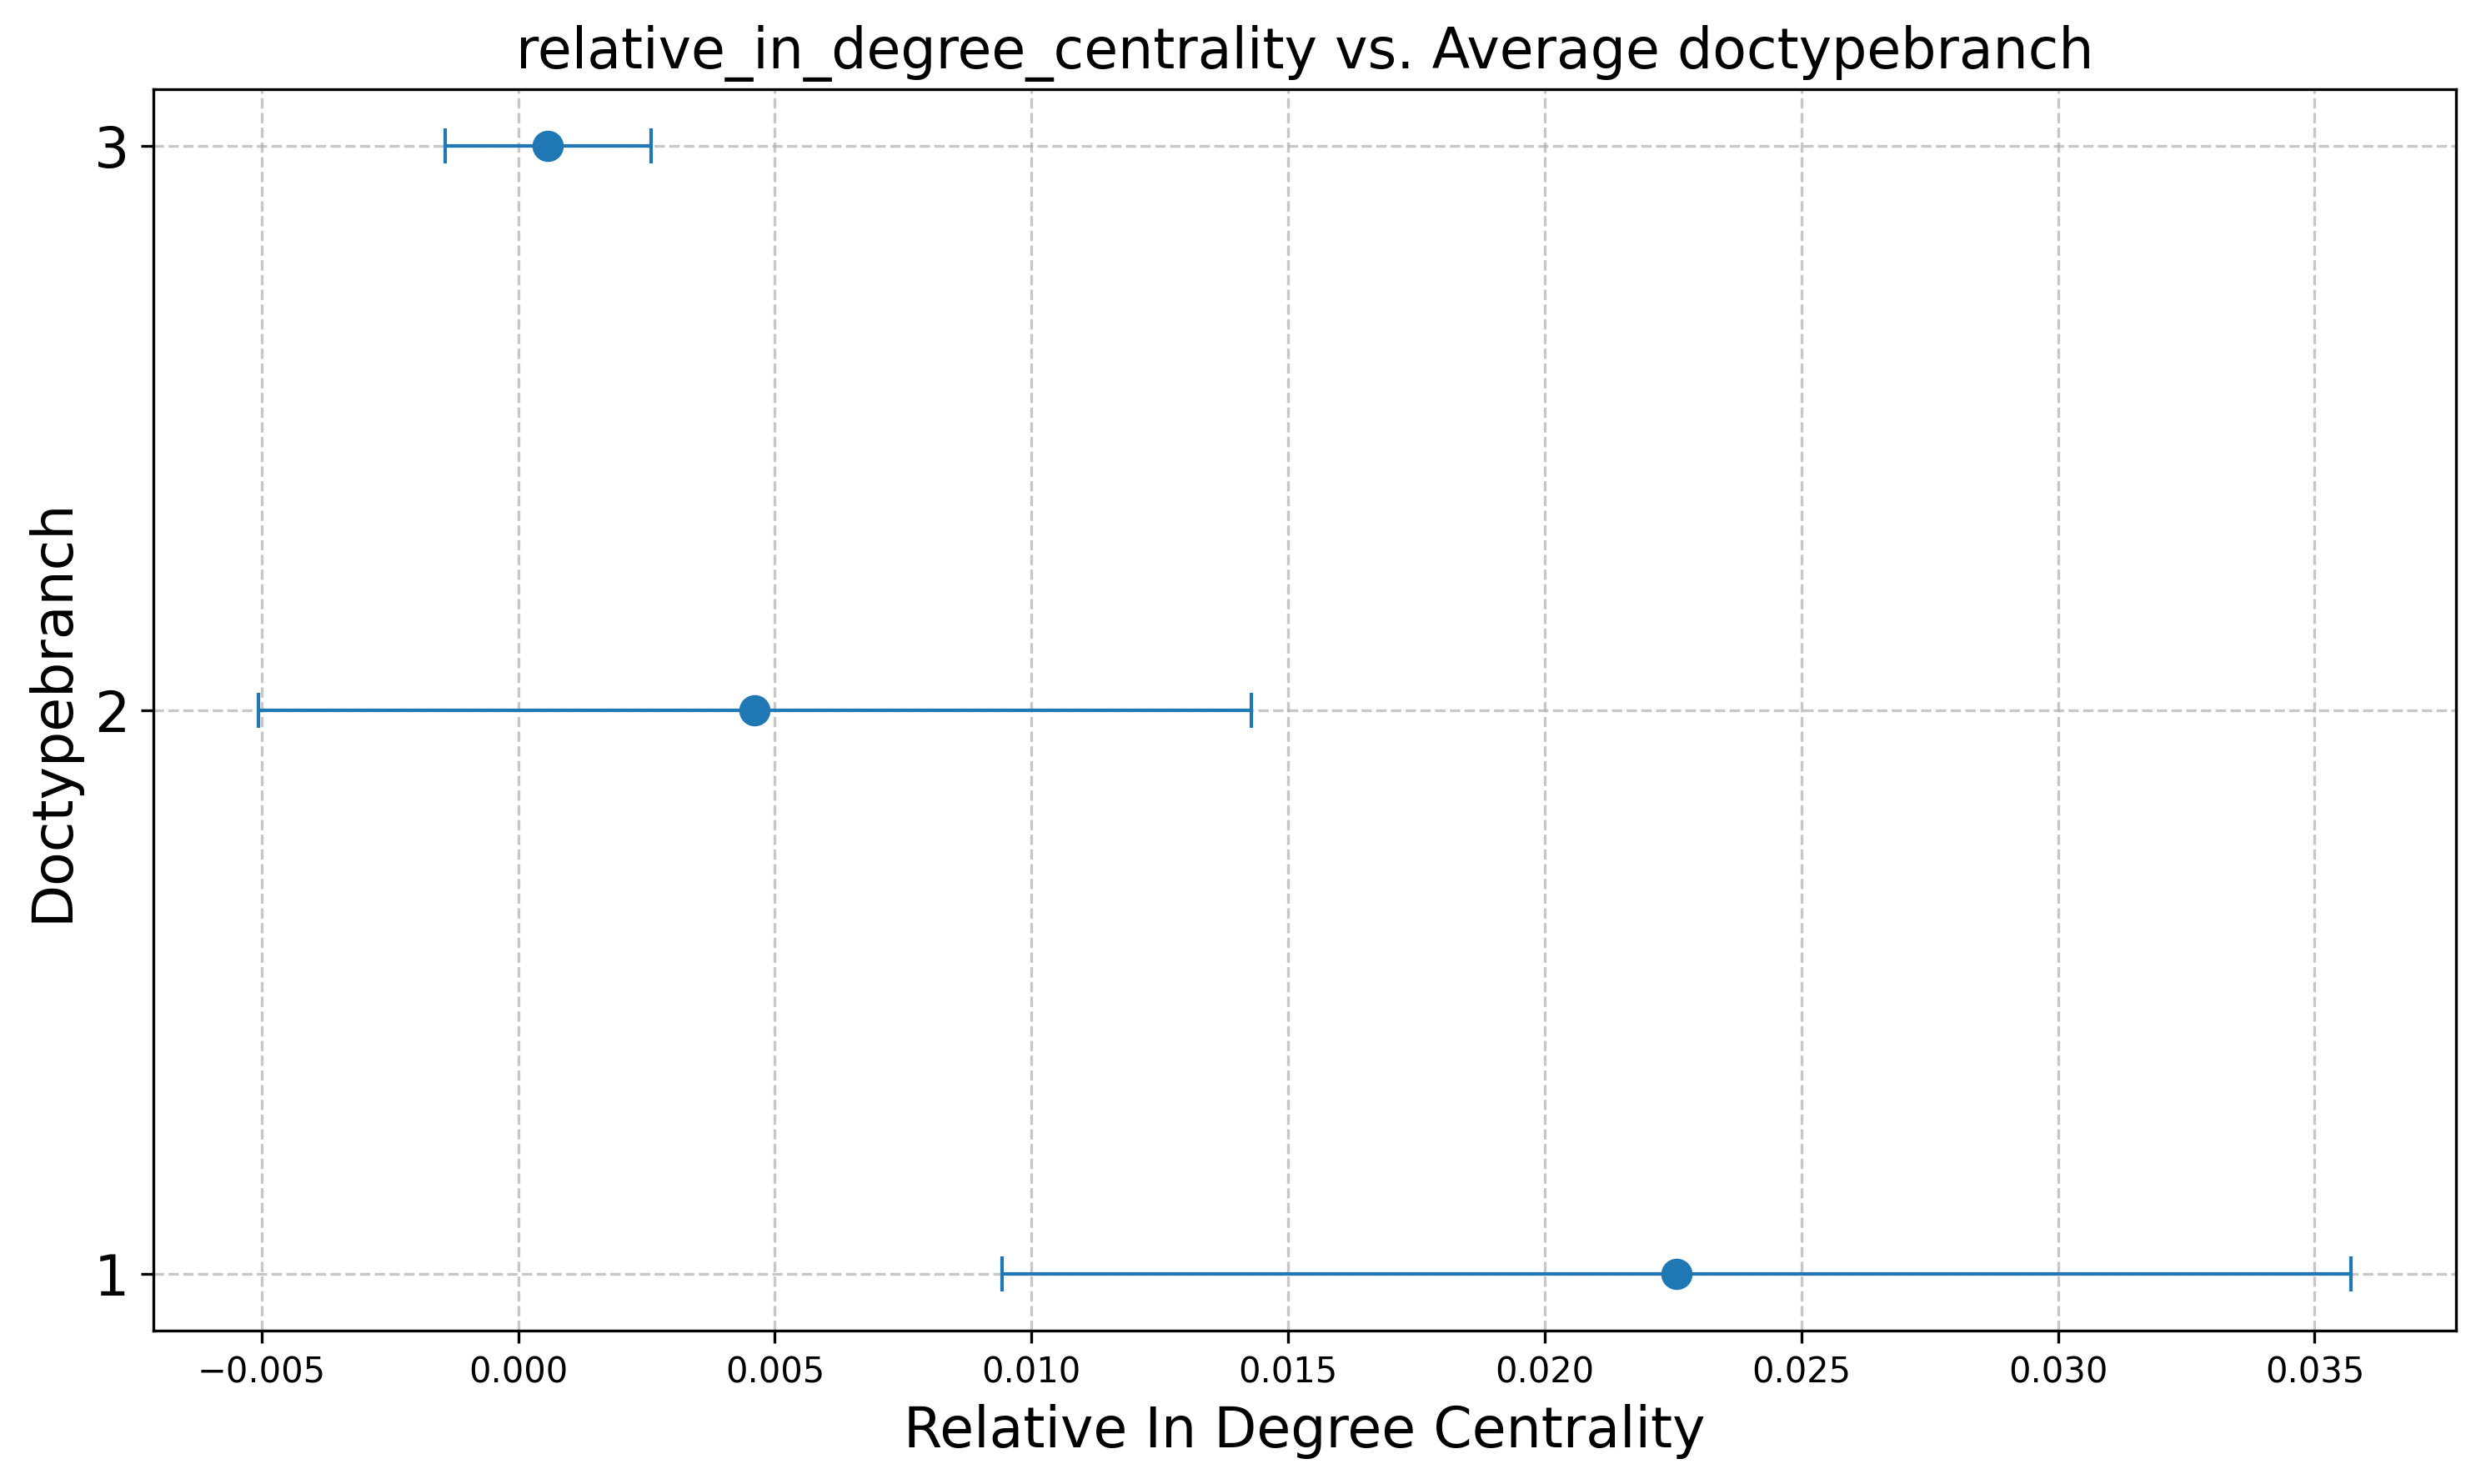 relative_in_degree_centrality vs. Average doctypebranch
3
2
1
Doctypebranch
−0.005 0.000 0.005 0.010 0.015 0.020 0.025 0.030 0.035
Relative In Degree Centrality